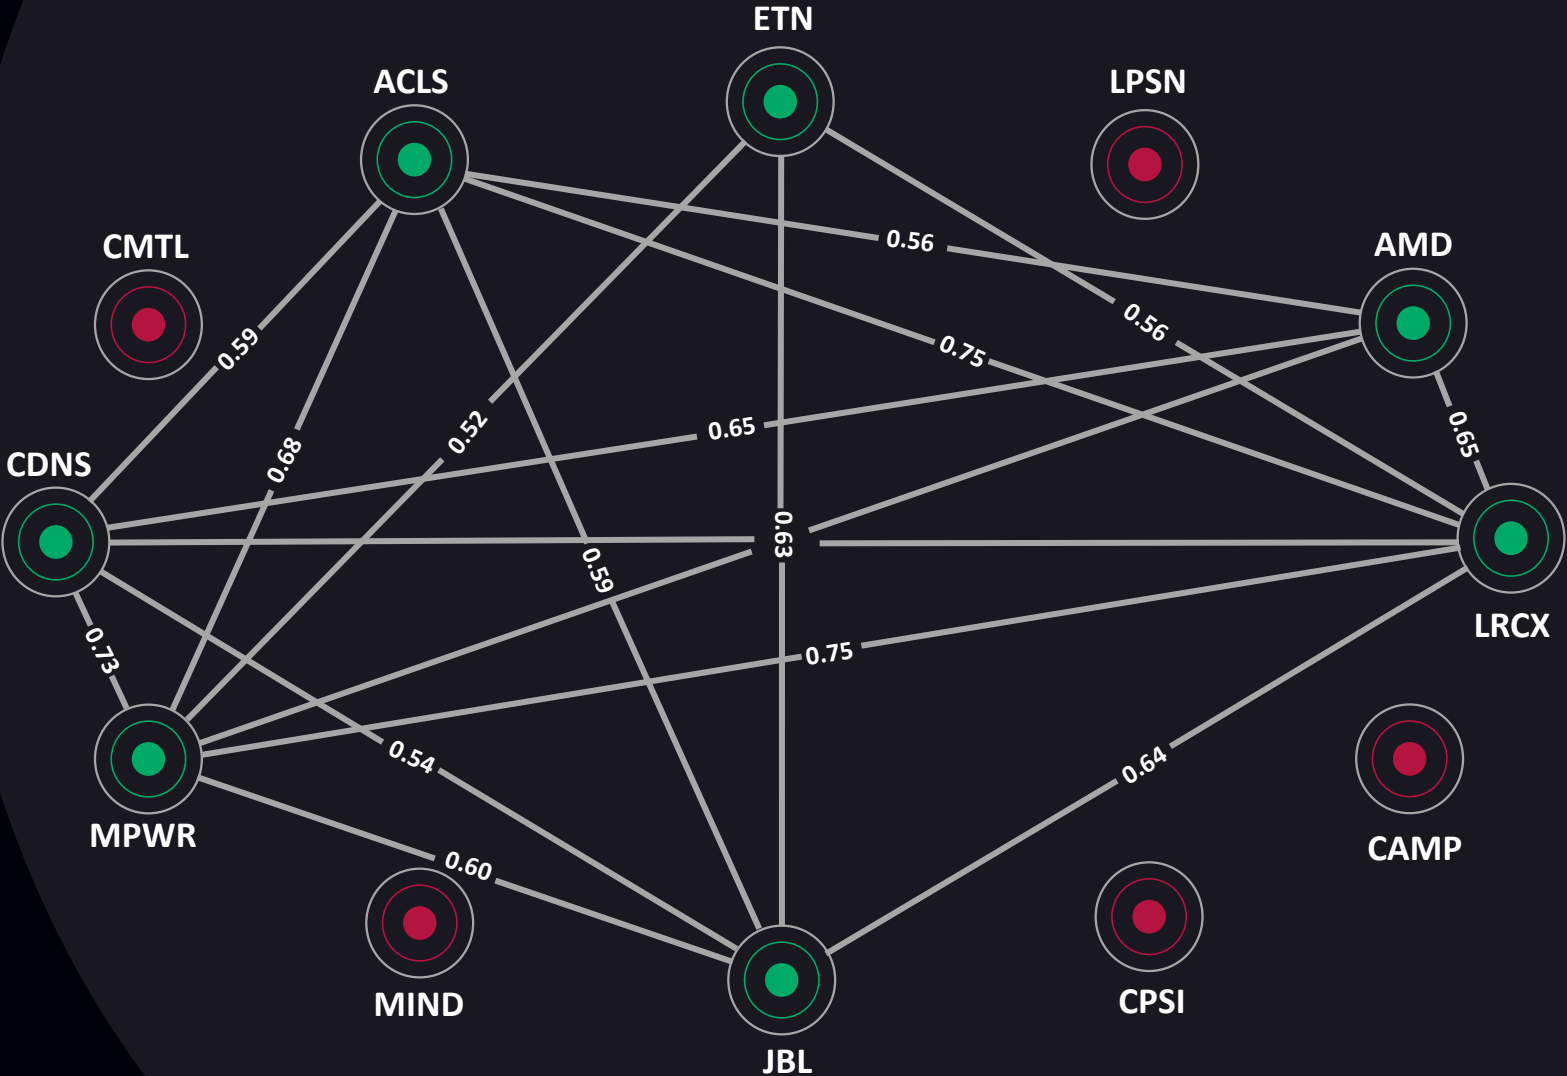 ETN
ACLS
LPSN
CMTL
0.56
AMD
0.56
0.59
0.75
0.65
0.52
0.65
0.68
CDNS
0.63
0.59
LRCX
0.73
0.75
0.54
0.64
MPWR
CAMP
0.60
MIND
CPSI
JBL